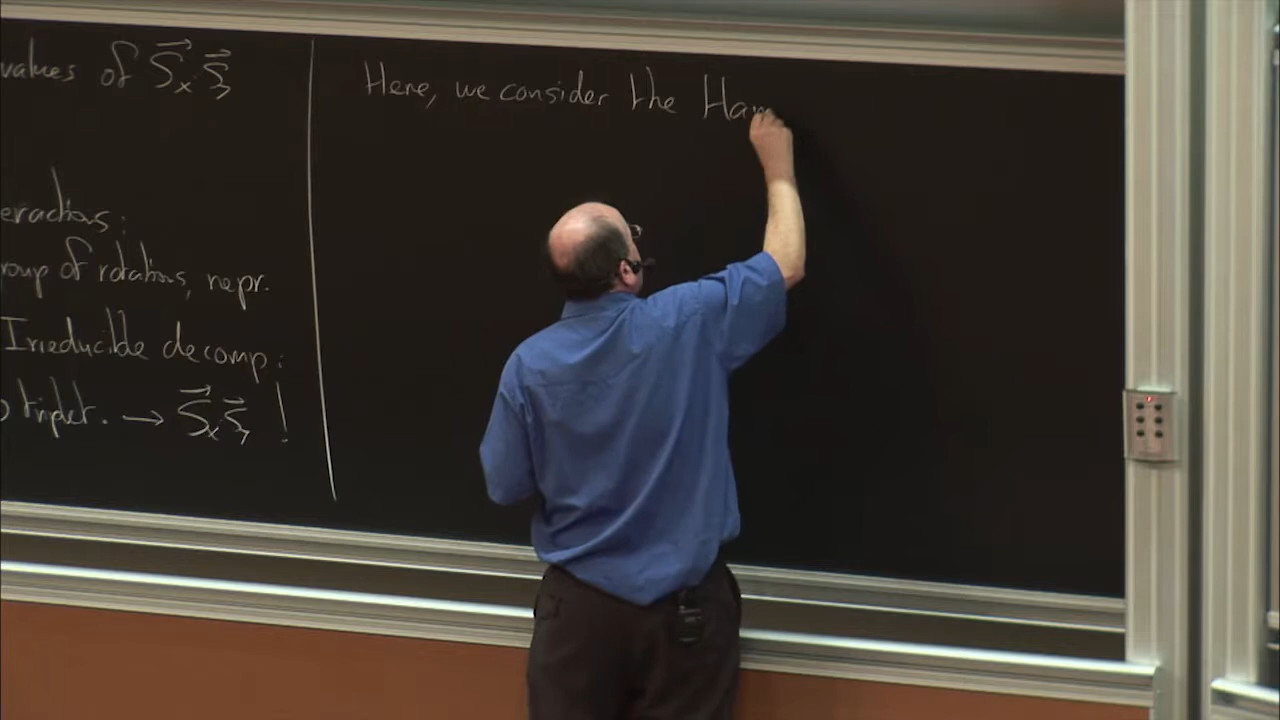 values of S⃗x·S⃗y
eractions:
roup of rotations, repr.
Irreducible decomp:
triplet. → S⃗x·S⃗y !
Here, we consider the Ham